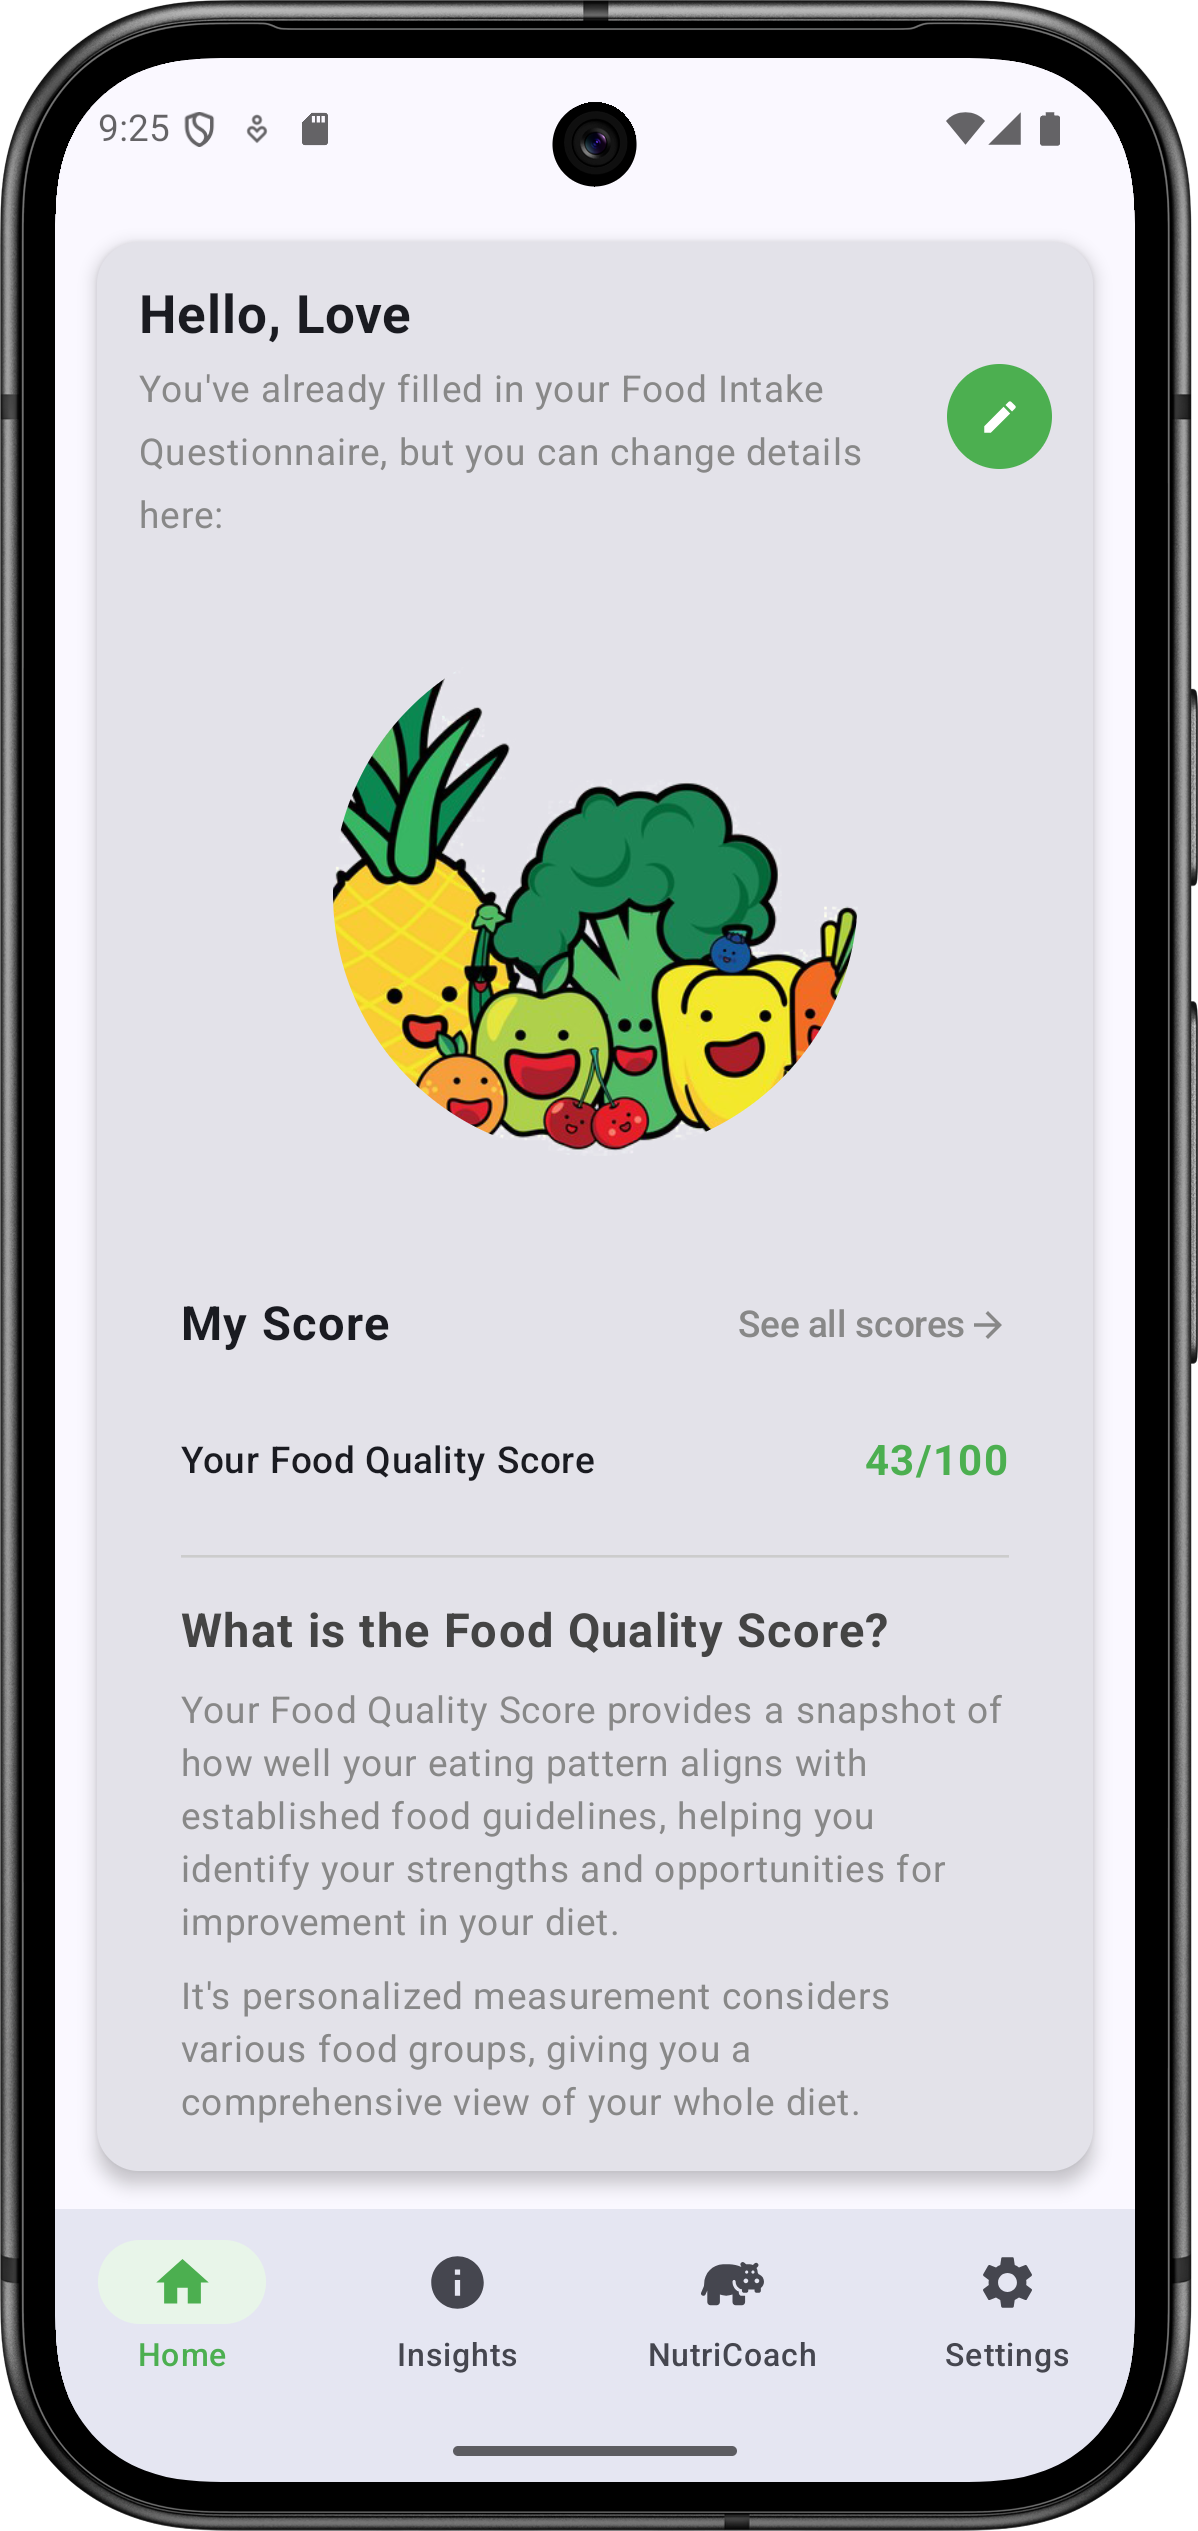 9:25
Hello, Love
You've already filled in your Food Intake
Questionnaire, but you can change details
here:
My Score
See all scores
Your Food Quality Score
43/100
What is the Food Quality Score?
Your Food Quality Score provides a snapshot of
how well your eating pattern aligns with
established food guidelines, helping you
identify your strengths and opportunities for
improvement in your diet.
It's personalized measurement considers
various food groups, giving you a
comprehensive view of your whole diet.
Home
Insights
NutriCoach
Settings